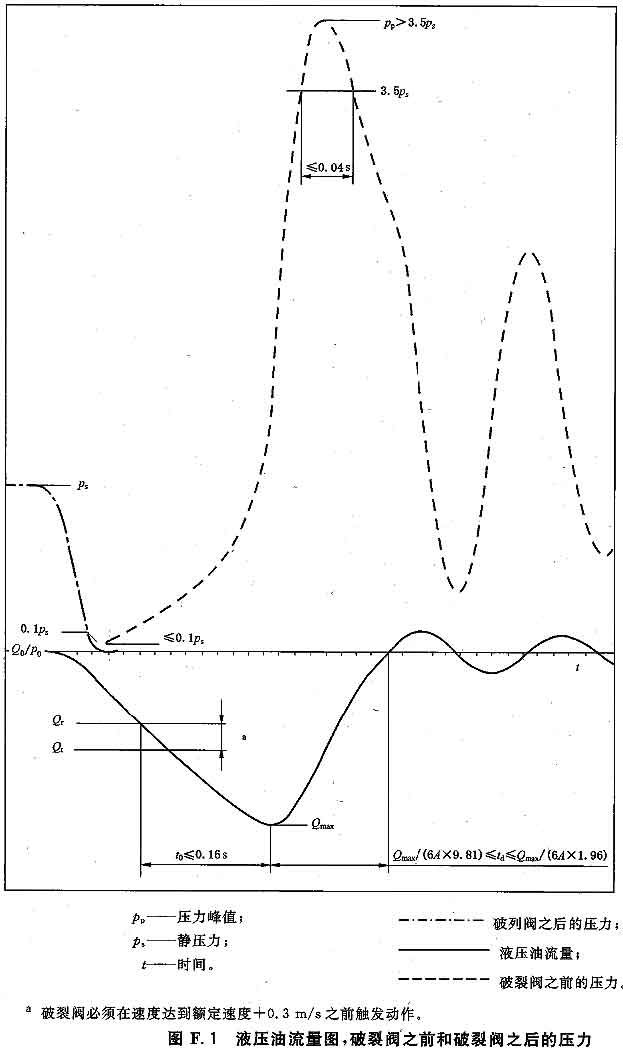 pₚ>3.5pₛ
3.5pₛ
≤0.04 s
pₛ
0.1pₛ
≤0.1pₛ
Q₀/p₀
t
Qᵣ
a
Qₜ
Qmax
t₀≤0.16 s
Qmax/(6A×9.81)≤t_d≤Qmax/(6A×1.96)
pₚ——压力峰值;
pₛ——静压力;
t——时间。
破列阀之后的压力;
液压油流量;
破裂阀之前的压力。
a 破裂阀必须在速度达到额定速度+0.3 m/s之前触发动作。
图 F.1 液压油流量图,破裂阀之前和破裂阀之后的压力